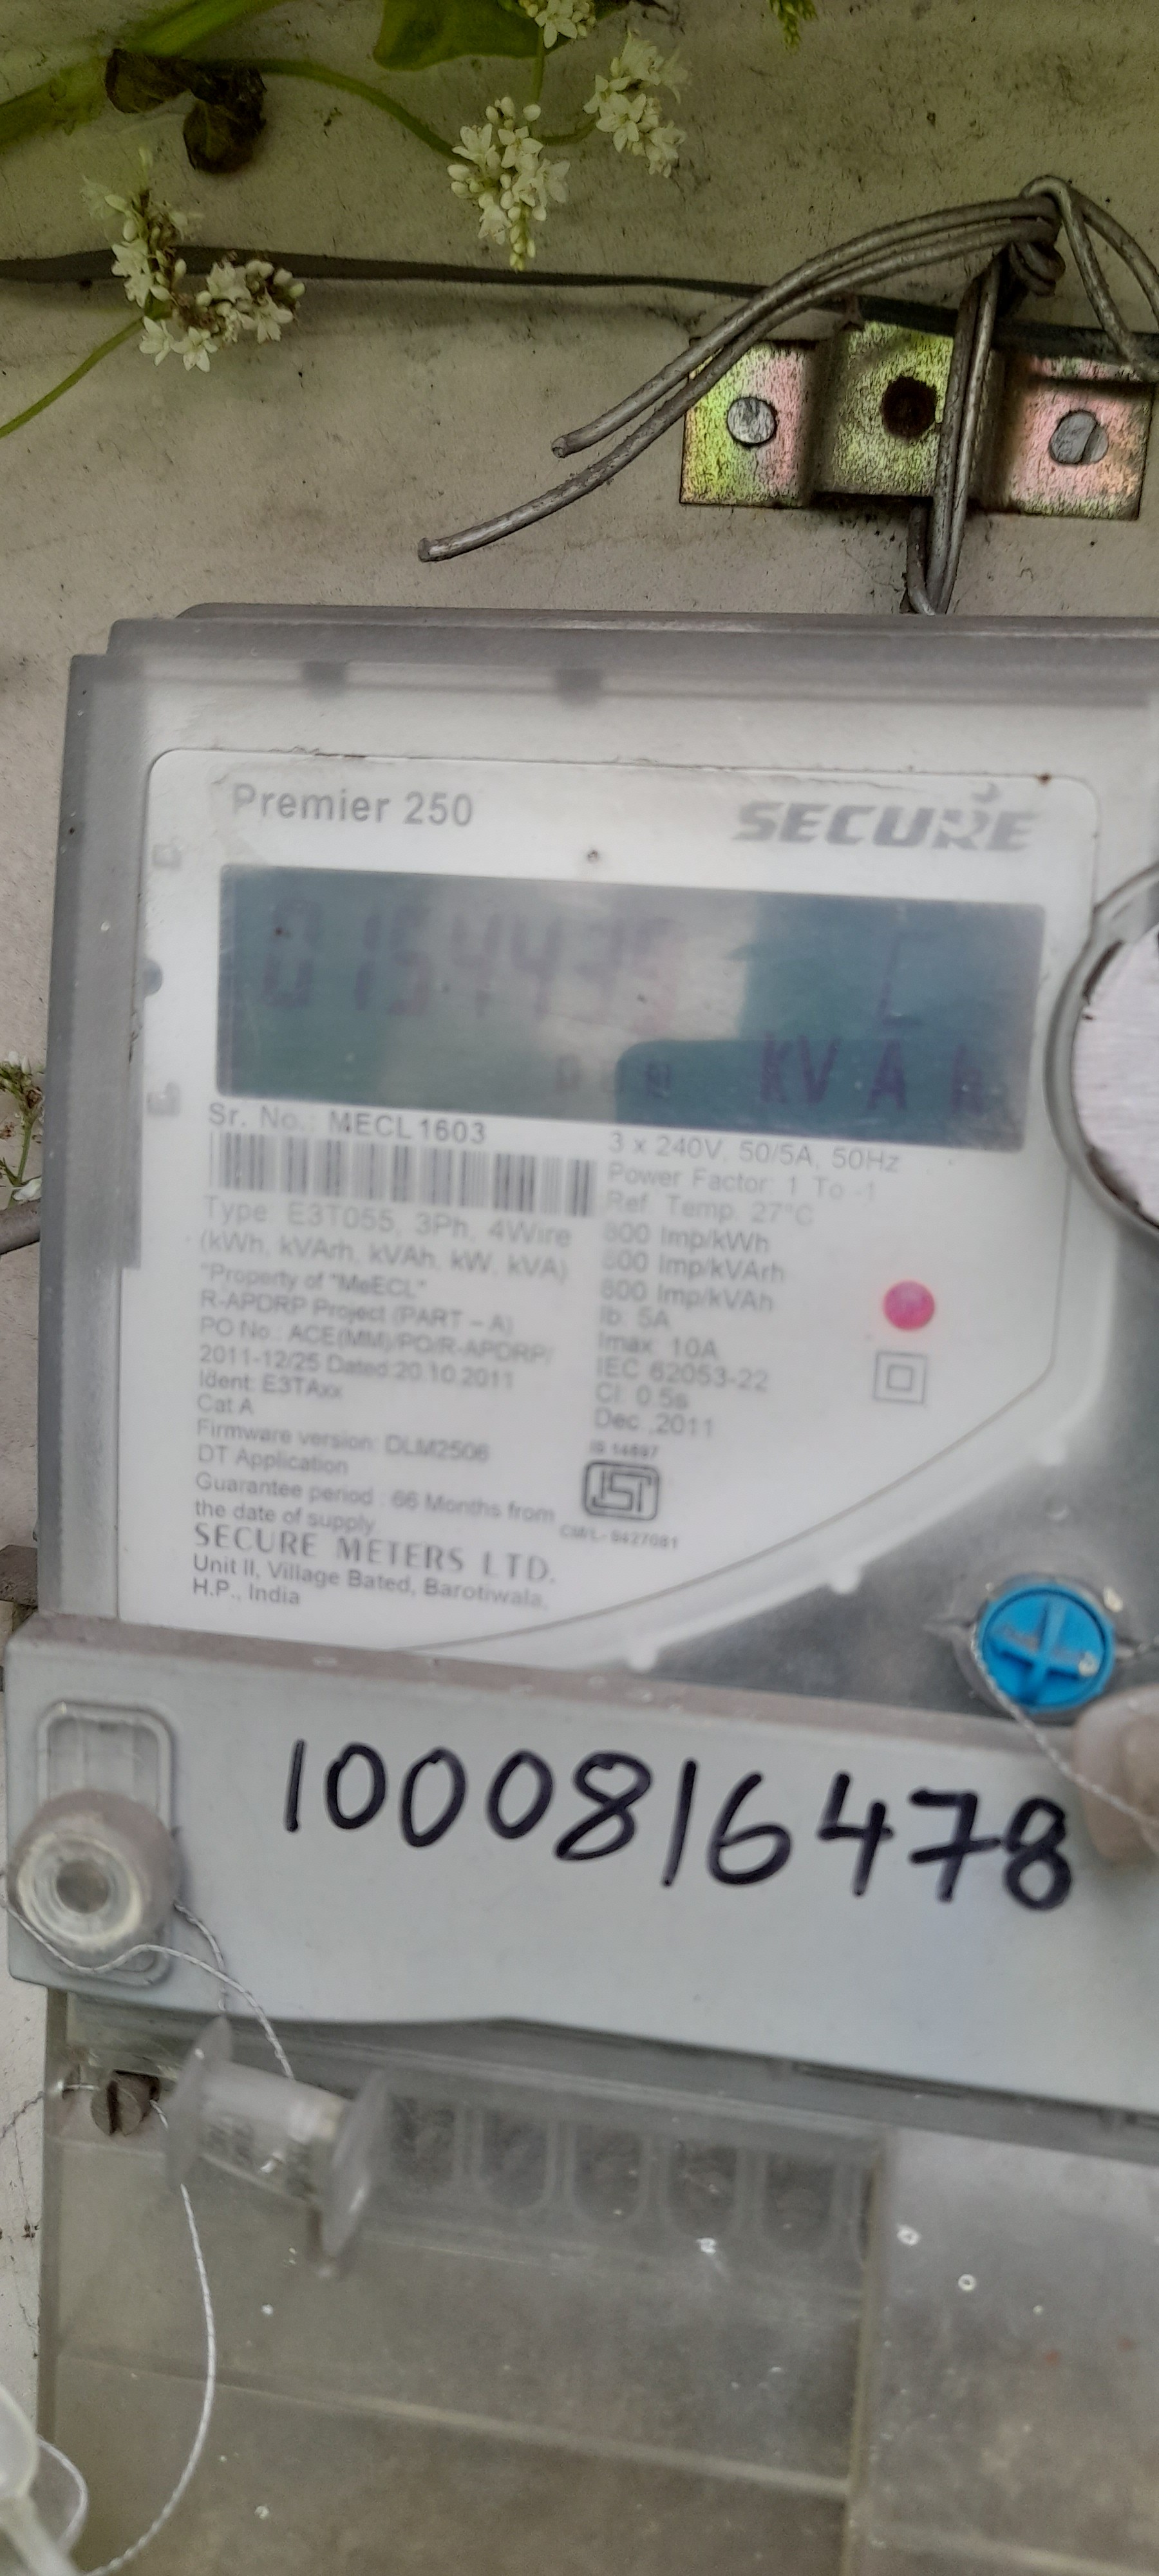 Premier 250
SECURE
kVAh
Sr. No.: MECL1603
Type: E3T055, 3Ph, 4Wire
(kWh, kVArh, kVAh, kW, kVA)
"Property of "MeECL"
R-APDRP Project (PART – A)
PO No.: ACE(MM)/PO/R-APDRP/
2011-12/25 Dated:20.10.2011
Ident: E3TAxx
Cat A
Firmware version: DLM2506
DT Application
Guarantee period : 66 Months from
the date of supply
SECURE METERS LTD.
Unit II, Village Bated, Barotiwala,
H.P., India
3 x 240V, 50/5A, 50Hz
Power Factor: 1 To -1
Ref. Temp. 27°C
800 Imp/kWh
800 Imp/kVArh
800 Imp/kVAh
Ib. 5A
Imax. 10A
IEC 62053-22
Cl. 0.5s
Dec ,2011
IS 14697
ISI
1000816478